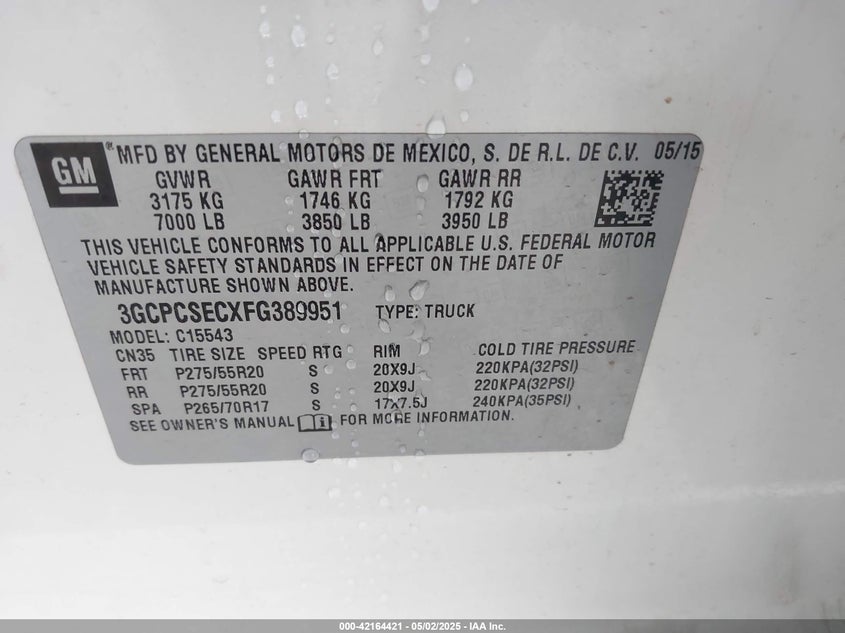 GM ® MFD BY GENERAL MOTORS DE MEXICO, S. DE R.L. DE C.V. 05/15
GVWR GAWR FRT GAWR RR
3175 KG 1746 KG 1792 KG
7000 LB 3850 LB 3950 LB
THIS VEHICLE CONFORMS TO ALL APPLICABLE U.S. FEDERAL MOTOR
VEHICLE SAFETY STANDARDS IN EFFECT ON THE DATE OF
MANUFACTURE SHOWN ABOVE.
3GCPCSECXFG389951 TYPE: TRUCK
MODEL: C15543
CN35 TIRE SIZE SPEED RTG RIM COLD TIRE PRESSURE
FRT P275/55R20 S 20X9J 220KPA(32PSI)
RR P275/55R20 S 20X9J 220KPA(32PSI)
SPA P265/70R17 S 17X7.5J 240KPA(35PSI)
SEE OWNER'S MANUAL FOR MORE INFORMATION.
000-42164421 - 05/02/2025 - IAA Inc.